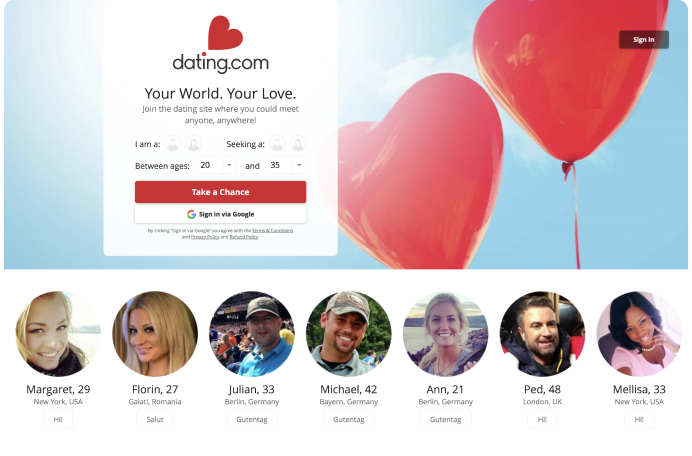 Sign In
dating.com
Your World. Your Love.
Join the dating site where you could meet
anyone, anywhere!
I am a: Seeking a:
Between ages: 20 and 35
Take a Chance
Sign in via Google
By clicking "Sign in via Google" you agree with the Terms & Conditions
and Privacy Policy and Refund Policy.
Margaret, 29 Florin, 27 Julian, 33 Michael, 42 Ann, 21 Ped, 48 Mellisa, 33
New York, USA Galati, Romania Berlin, Germany Bayern, Germany Berlin, Germany London, UK New York, USA
Hi! Salut Gutentag Gutentag Gutentag Hi! Hi!